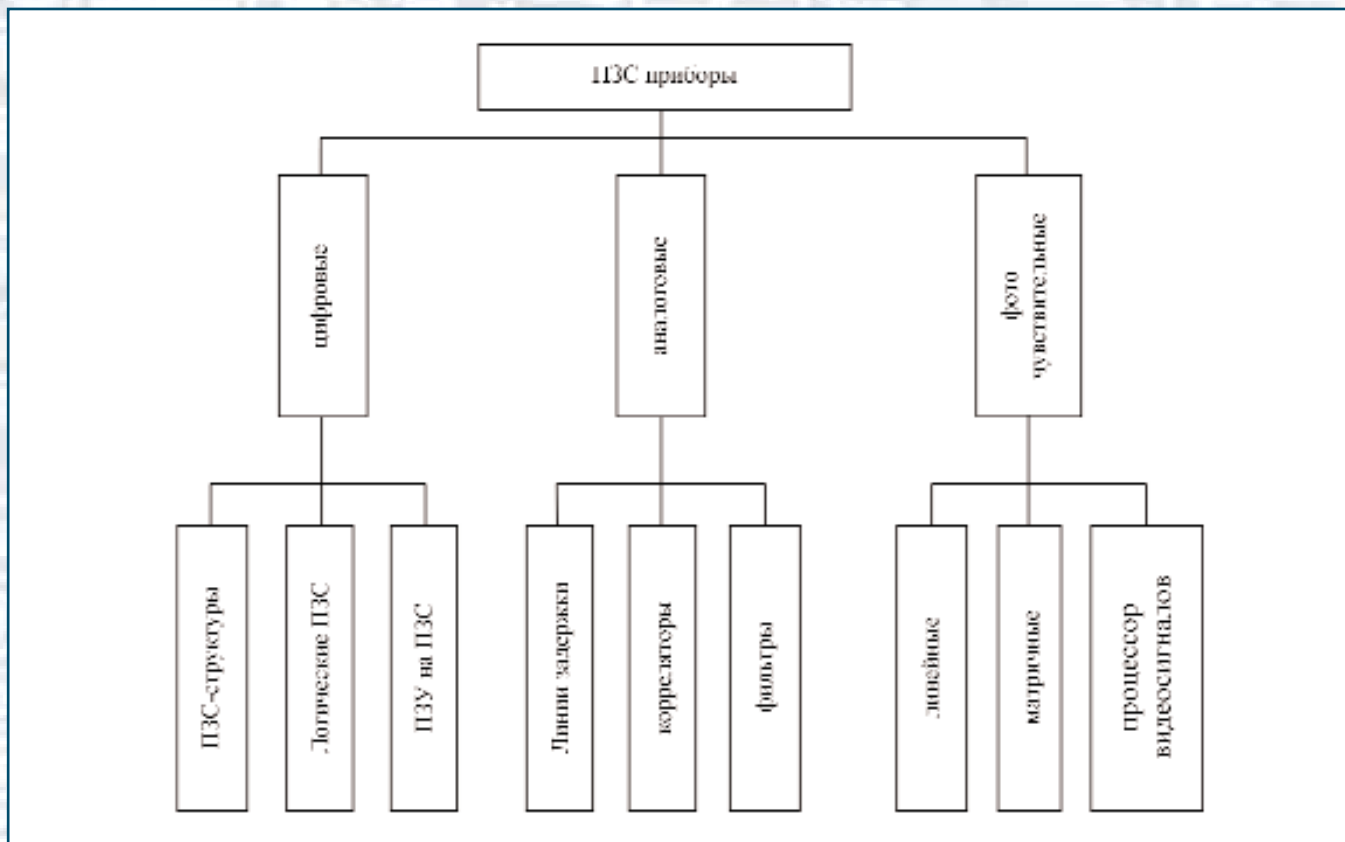 ПЗС приборы
цифровые
аналоговые
фото
чувствительные
ПЗС-структуры
Логические ПЗС
ПЗУ на ПЗС
Линии задержки
корреляторы
фильтры
линейные
матричные
процессор
видеосигналов